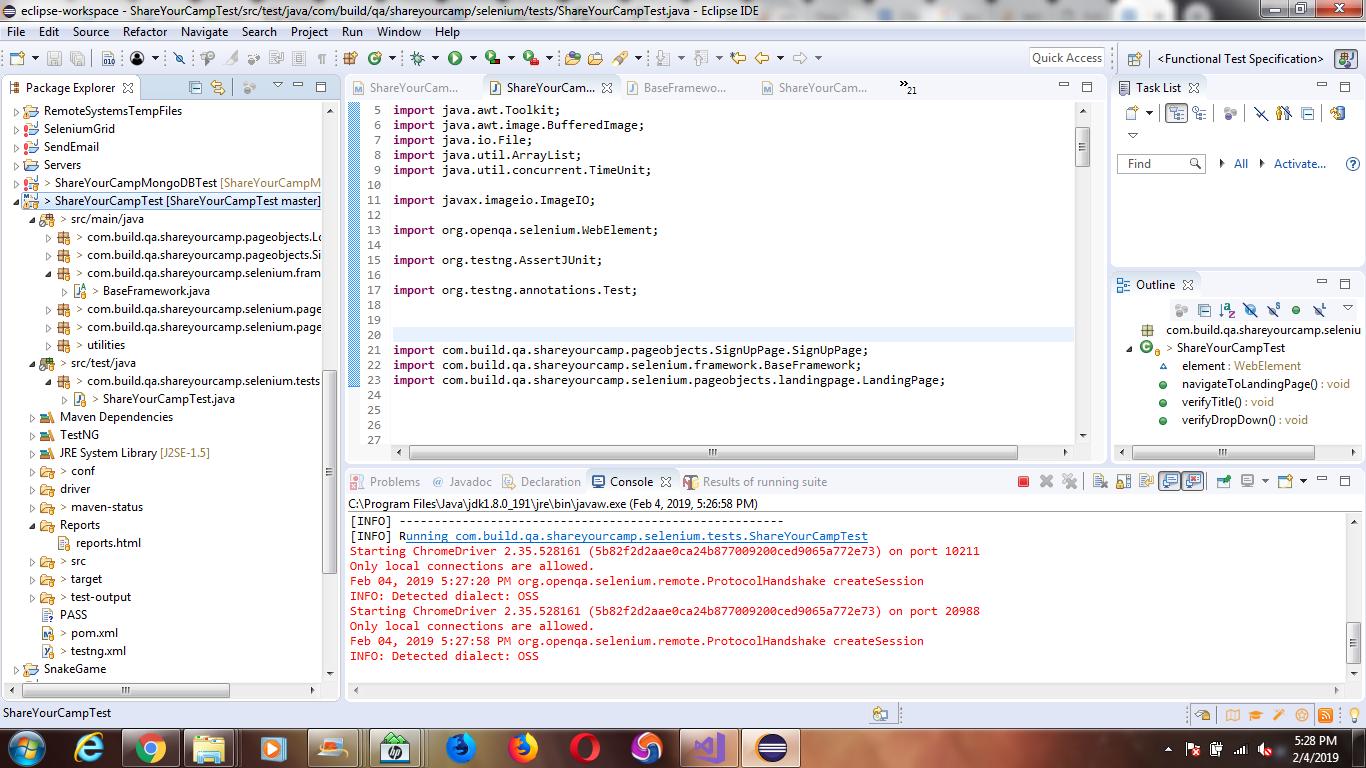 eclipse-workspace - ShareYourCampTest/src/test/java/com/build/qa/shareyourcamp/selenium/tests/ShareYourCampTest.java - Eclipse IDE
File Edit Source Refactor Navigate Search Project Run Window Help
Quick Access
<Functional Test Specification>
Package Explorer
RemoteSystemsTempFiles
SeleniumGrid
SendEmail
Servers
> ShareYourCampMongoDBTest [ShareYourCampM
> ShareYourCampTest [ShareYourCampTest master]
> src/main/java
> com.build.qa.shareyourcamp.pageobjects.Lo
> com.build.qa.shareyourcamp.pageobjects.Si
> com.build.qa.shareyourcamp.selenium.fram
> BaseFramework.java
> com.build.qa.shareyourcamp.selenium.page
> com.build.qa.shareyourcamp.selenium.page
> utilities
> src/test/java
> com.build.qa.shareyourcamp.selenium.tests
> ShareYourCampTest.java
Maven Dependencies
TestNG
JRE System Library [J2SE-1.5]
> conf
driver
> maven-status
Reports
reports.html
> src
> target
> test-output
PASS
> pom.xml
> testng.xml
SnakeGame
ShareYourCam...
ShareYourCam...
BaseFramewo...
ShareYourCam...
»21
5 import java.awt.Toolkit;
6 import java.awt.image.BufferedImage;
7 import java.io.File;
8 import java.util.ArrayList;
9 import java.util.concurrent.TimeUnit;
10
11 import javax.imageio.ImageIO;
12
13 import org.openqa.selenium.WebElement;
14
15 import org.testng.AssertJUnit;
16
17 import org.testng.annotations.Test;
18
19
20
21 import com.build.qa.shareyourcamp.pageobjects.SignUpPage.SignUpPage;
22 import com.build.qa.shareyourcamp.selenium.framework.BaseFramework;
23 import com.build.qa.shareyourcamp.selenium.pageobjects.landingpage.LandingPage;
24
25
26
27
Task List
Find
All
Activate...
Outline
com.build.qa.shareyourcamp.seleniu
> ShareYourCampTest
element : WebElement
navigateToLandingPage() : void
verifyTitle() : void
verifyDropDown() : void
Problems @ Javadoc Declaration Console Results of running suite
C:\Program Files\Java\jdk1.8.0_191\jre\bin\javaw.exe (Feb 4, 2019, 5:26:58 PM)
[INFO] -------------------------------------------------------
[INFO] Running com.build.qa.shareyourcamp.selenium.tests.ShareYourCampTest
Starting ChromeDriver 2.35.528161 (5b82f2d2aae0ca24b877009200ced9065a772e73) on port 10211
Only local connections are allowed.
Feb 04, 2019 5:27:20 PM org.openqa.selenium.remote.ProtocolHandshake createSession
INFO: Detected dialect: OSS
Starting ChromeDriver 2.35.528161 (5b82f2d2aae0ca24b877009200ced9065a772e73) on port 20988
Only local connections are allowed.
Feb 04, 2019 5:27:58 PM org.openqa.selenium.remote.ProtocolHandshake createSession
INFO: Detected dialect: OSS
ShareYourCampTest
5:28 PM
2/4/2019